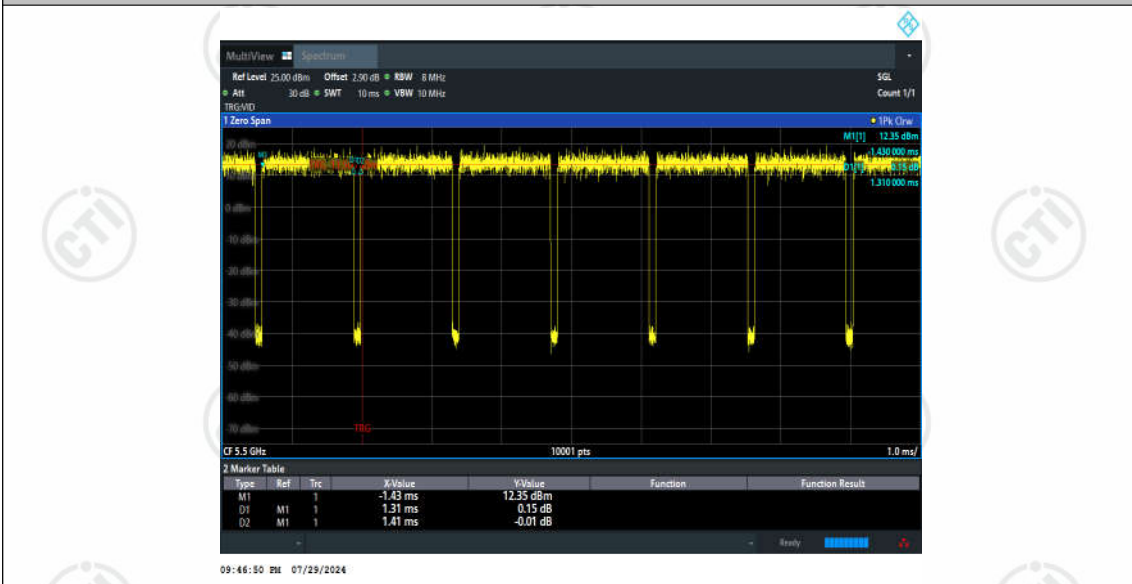 MultiView Spectrum
Ref Level 25.00 dBm Offset 2.90 dB RBW 8 MHz SGL
Att 30 dB SWT 10 ms VBW 10 MHz Count 1/1
TRG:VID
1 Zero Span 1Pk Clrw
M1[1] 12.35 dBm
-1.430 000 ms
D1[1] 0.15 dB
1.310 000 ms
0 dBm
-10 dBm
-20 dBm
-30 dBm
-40 dBm
-50 dBm
-60 dBm
-70 dBm
TRG
CF 5.5 GHz 10001 pts 1.0 ms/
2 Marker Table
Type Ref Trc X-Value Y-Value Function Function Result
M1 1 -1.43 ms 12.35 dBm
D1 M1 1 1.31 ms 0.15 dB
D2 M1 1 1.41 ms -0.01 dB
Ready
09:46:50 PM 07/29/2024
CTI
CTI